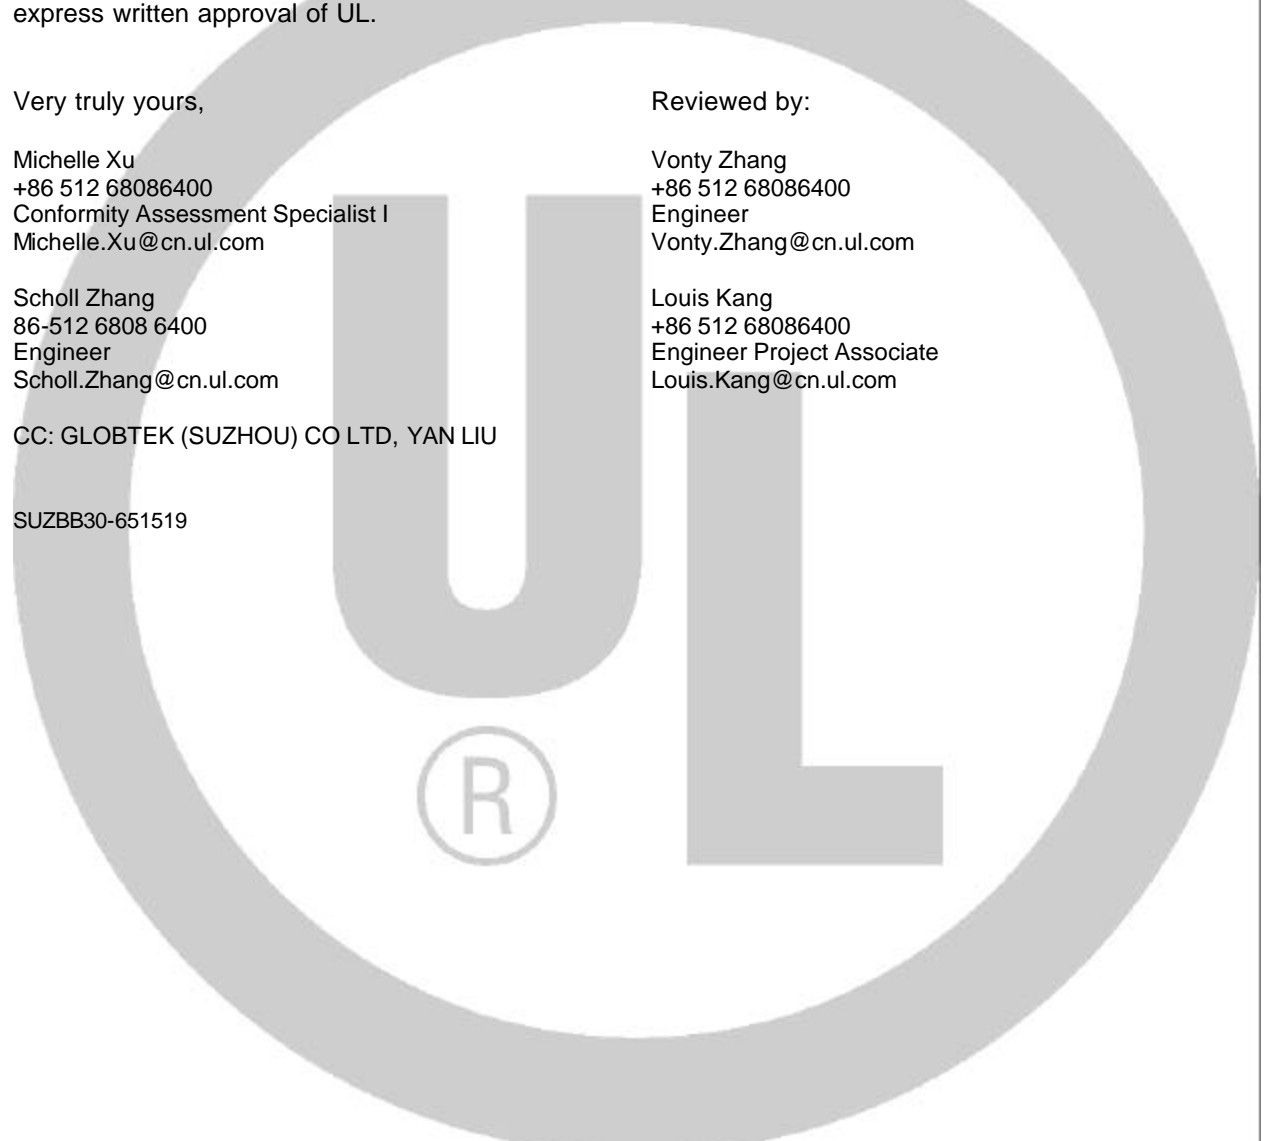 express written approval of UL.
Very truly yours,
Michelle Xu
+86 512 68086400
Conformity Assessment Specialist I
Michelle.Xu@cn.ul.com
Scholl Zhang
86-512 6808 6400
Engineer
Scholl.Zhang@cn.ul.com
Reviewed by:
Vonty Zhang
+86 512 68086400
Engineer
Vonty.Zhang@cn.ul.com
Louis Kang
+86 512 68086400
Engineer Project Associate
Louis.Kang@cn.ul.com
CC: GLOBTEK (SUZHOU) CO LTD, YAN LIU
SUZBB30-651519
UL
®